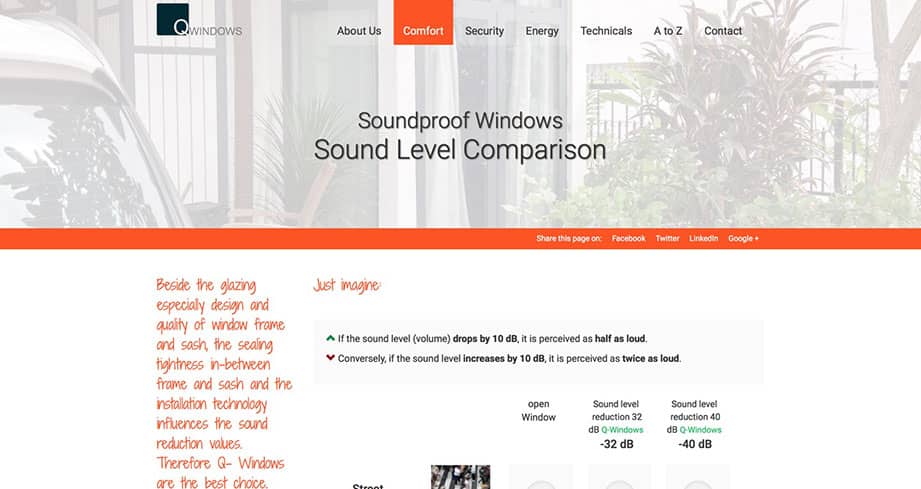 QWINDOWS
About Us Comfort Security Energy Technicals A to Z Contact
Soundproof Windows
Sound Level Comparison
Share this page on: Facebook Twitter LinkedIn Google +
Beside the glazing
especially design and
quality of window frame
and sash, the sealing
tightness in-between
frame and sash and the
installation technology
influences the sound
reduction values.
Therefore Q- Windows
are the best choice.
Just imagine:
If the sound level (volume) drops by 10 dB, it is perceived as half as loud.
Conversely, if the sound level increases by 10 dB, it is perceived as twice as loud.
open
Window
Sound level
reduction 32
dB Q-Windows
-32 dB
Sound level
reduction 40
dB Q-Windows
-40 dB
Street